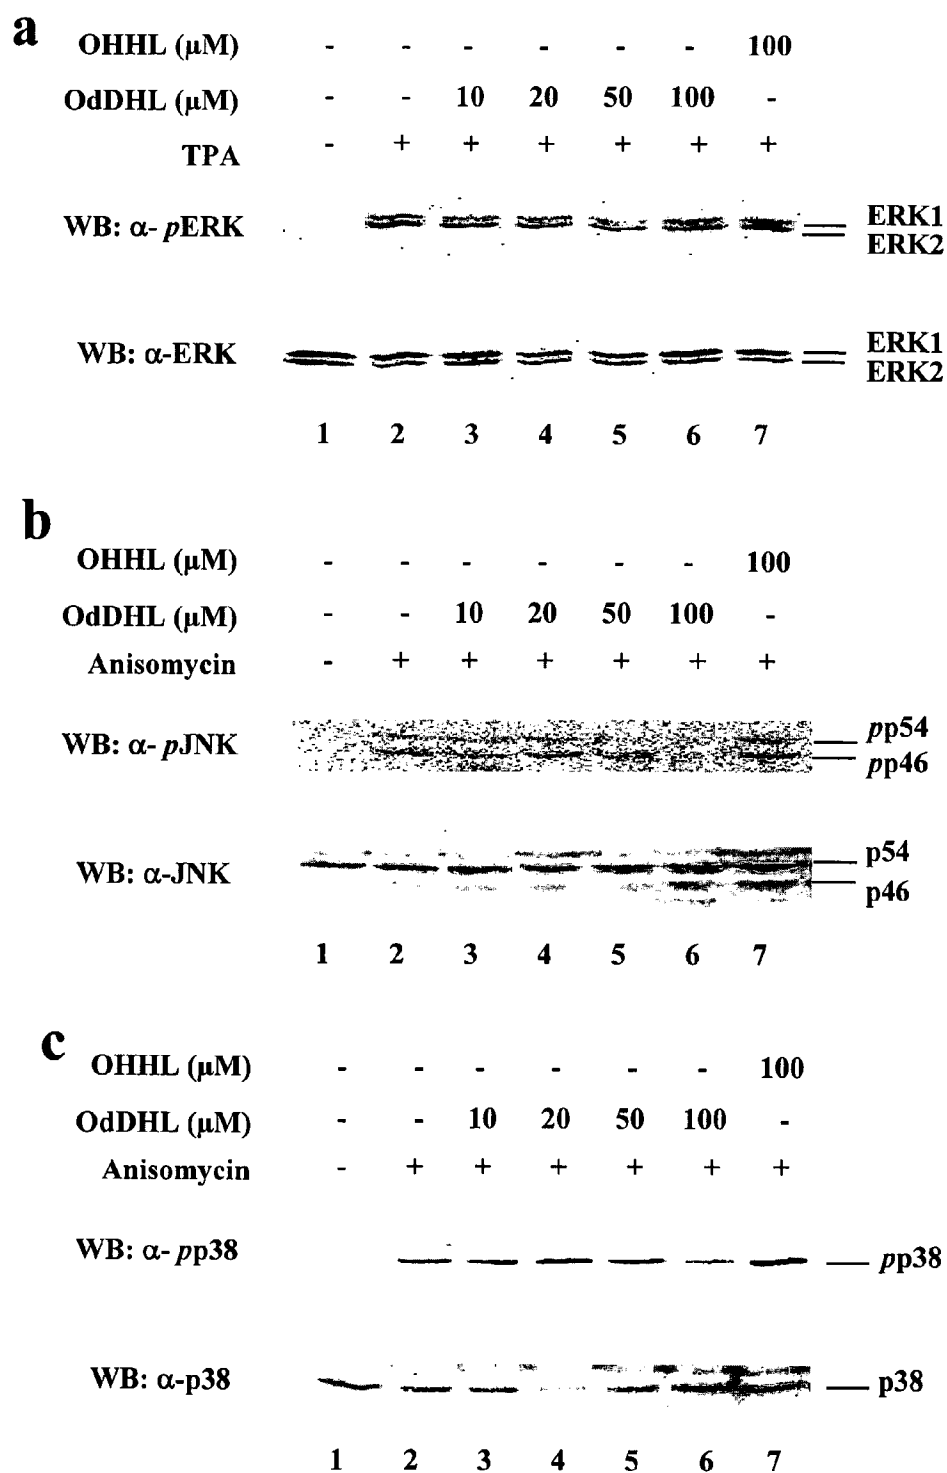 a
OHHL (μM) - - - - - - 100
OdDHL (μM) - - 10 20 50 100 -
TPA - + + + + + +
WB: α- pERK ERK1
ERK2
WB: α-ERK ERK1
ERK2
1 2 3 4 5 6 7
b
OHHL (μM) - - - - - - 100
OdDHL (μM) - - 10 20 50 100 -
Anisomycin - + + + + + +
WB: α- pJNK pp54
pp46
WB: α-JNK p54
p46
1 2 3 4 5 6 7
c
OHHL (μM) - - - - - - 100
OdDHL (μM) - - 10 20 50 100 -
Anisomycin - + + + + + +
WB: α- pp38 pp38
WB: α-p38 p38
1 2 3 4 5 6 7